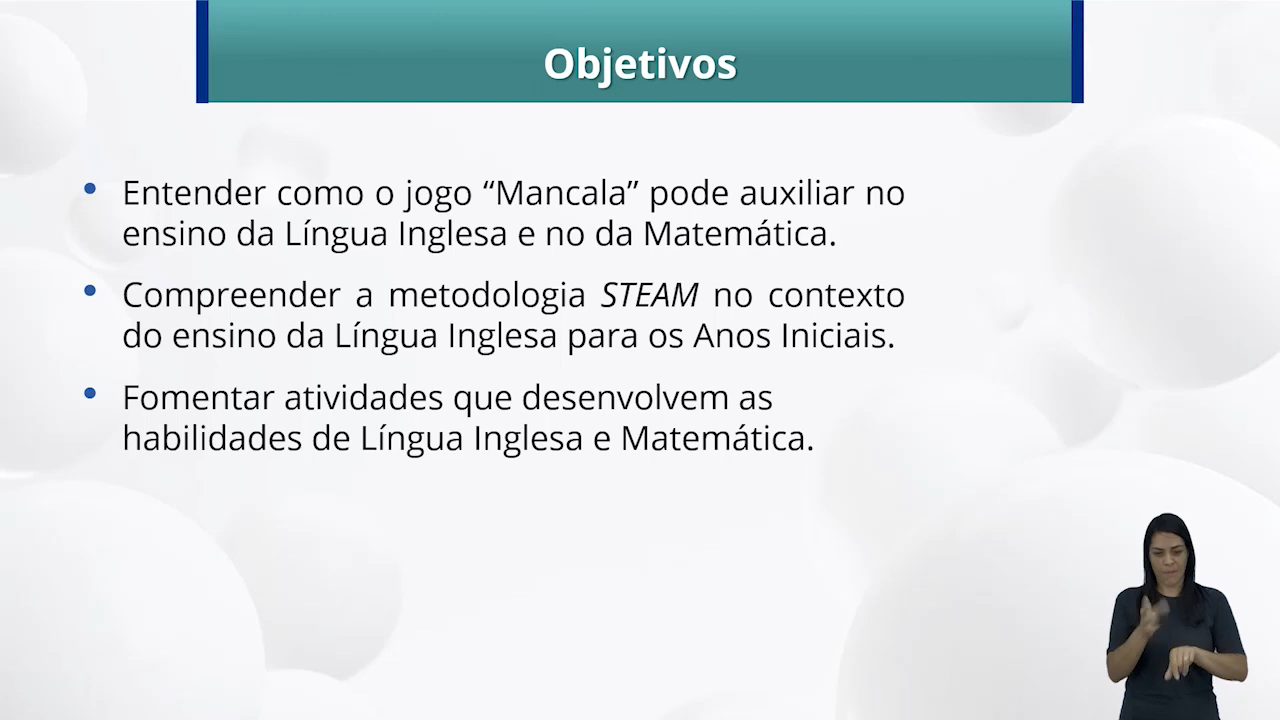 Objetivos
• Entender como o jogo “Mancala” pode auxiliar no
ensino da Língua Inglesa e no da Matemática.
• Compreender a metodologia STEAM no contexto
do ensino da Língua Inglesa para os Anos Iniciais.
• Fomentar atividades que desenvolvem as
habilidades de Língua Inglesa e Matemática.